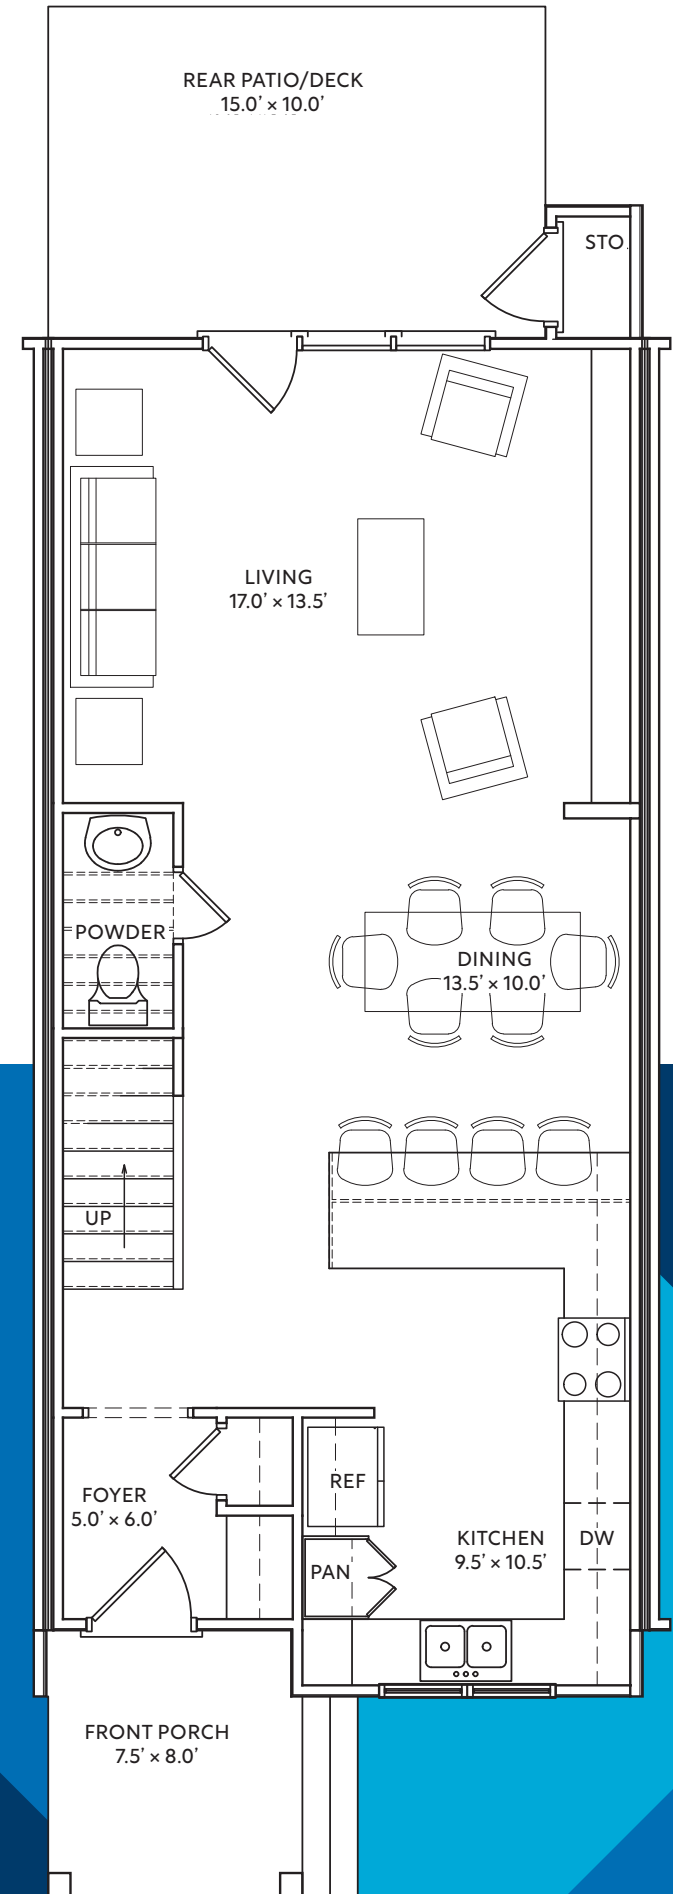 REAR PATIO/DECK
15.0’ × 10.0’
STO.
LIVING
17.0’ × 13.5’
POWDER
DINING
13.5’ × 10.0’
UP
REF
FOYER
5.0’ × 6.0’
KITCHEN
9.5’ × 10.5’
DW
PAN
FRONT PORCH
7.5’ × 8.0’